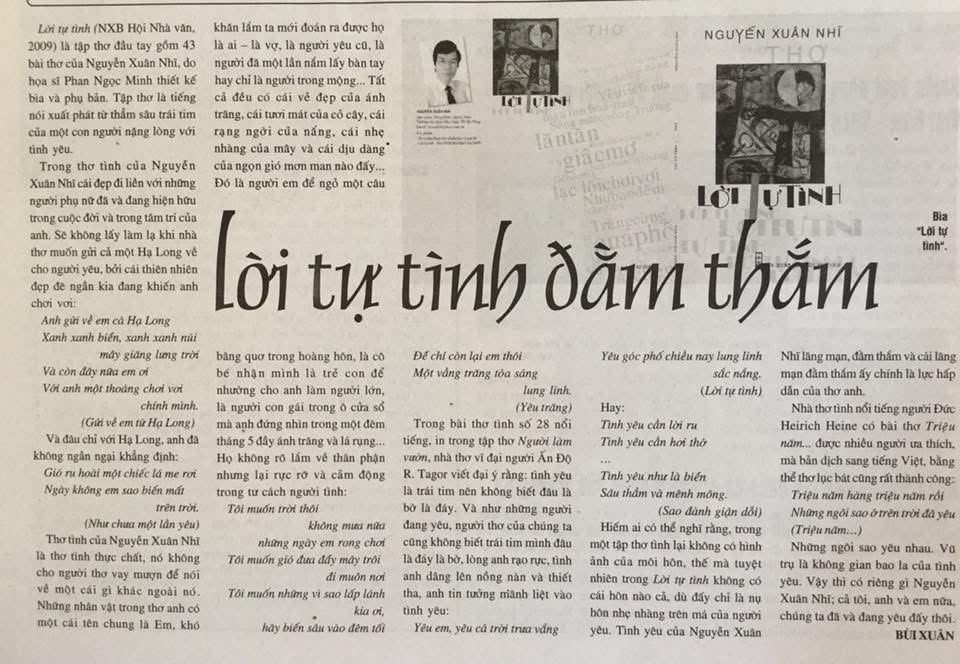 Lời tự tình (NXB Hội Nhà văn,
2009) là tập thơ đầu tay gồm 43
bài thơ của Nguyễn Xuân Nhĩ, do
họa sĩ Phan Ngọc Minh thiết kế
bìa và phụ bản. Tập thơ là tiếng
nói xuất phát từ thẳm sâu trái tim
của một con người nặng lòng với
tình yêu.
Trong thơ tình của Nguyễn
Xuân Nhĩ cái đẹp đi liền với những
người phụ nữ đã và đang hiện hữu
trong cuộc đời và trong tâm trí của
anh. Sẽ không lấy làm lạ khi nhà
thơ muốn gửi cả một Hạ Long về
cho người yêu, bởi cái thiên nhiên
đẹp đẽ ngần kia đang khiến anh
chơi vơi:
Anh gửi về em cả Hạ Long
Xanh xanh biển, xanh xanh núi
mây giăng lưng trời
Và còn đây nữa em ơi
Với anh một thoáng chơi vơi
chính mình.
(Gửi về em từ Hạ Long)
Và đâu chỉ với Hạ Long, anh đã
không ngần ngại khẳng định:
Gió ru hoài một chiếc lá me rơi
Ngày không em sao biển mất
trên trời.
(Như chưa một lần yêu)
Thơ tình của Nguyễn Xuân Nhĩ
là thơ tình thực chất, nó không
cho người thơ vay mượn để nói
về một cái gì khác ngoài nó.
Những nhân vật trong thơ anh có
một cái tên chung là Em, khó
khăn lắm ta mới đoán ra được họ
là ai – là vợ, là người yêu cũ, là
người đã một lần nắm lấy bàn tay
hay chỉ là người trong mộng... Tất
cả đều có cái vẻ đẹp của ánh
trăng, cái tươi mát của cỏ cây, cái
rạng ngời của nắng, cái nhẹ
nhàng của mây và cái dịu dàng
của ngọn gió mơn man nào đấy...
Đó là người em để ngỏ một câu
NGUYỄN XUÂN NHĨ
LỜI TỰ TÌNH
NGUYỄN XUÂN NHĨ
THƠ
LỜI TỰ TÌNH
Bìa
"Lời tự
tình".
lời tự tình đằm thắm
bâng quơ trong hoàng hôn, là cô
bé nhận mình là trẻ con để
nhường cho anh làm người lớn,
là người con gái trong ô cửa sổ
mà anh đứng nhìn trong một đêm
tháng 5 đầy ánh trăng và lá rụng...
Họ không rõ lắm về thân phận
nhưng lại rực rỡ và cảm động
trong tư cách người tình:
Tôi muốn trời thôi
không mưa nữa
những ngày em rong chơi
Tôi muốn gió đưa đẩy mây trôi
đi muôn nơi
Tôi muốn những vì sao lấp lánh
kia ơi,
hãy biến sâu vào đêm tối
Để chỉ còn lại em thôi
Một vầng trăng tỏa sáng
lung linh.
(Yêu trăng)
Trong bài thơ tình số 28 nổi
tiếng, in trong tập thơ Người làm
vườn, nhà thơ vĩ đại người Ấn Độ
R. Tagor viết đại ý rằng: tình yêu
là trái tim nên không biết đâu là
bờ là đáy. Và như những người
đang yêu, người thơ của chúng ta
cũng không biết trái tim mình đâu
là đáy là bờ, lòng anh rạo rực, tình
anh dâng lên nồng nàn và thiết
tha, anh tin tưởng mãnh liệt vào
tình yêu:
Yêu em, yêu cả trời trưa vắng
Yêu góc phố chiều nay lung linh
sắc nắng.
(Lời tự tình)
Hay:
Tình yêu cần lời ru
Tình yêu cần hơi thở
...
Tình yêu như là biển
Sâu thẳm và mênh mông.
(Sao đành giận dỗi)
Hiếm ai có thể nghĩ rằng, trong
một tập thơ tình lại không có hình
ảnh của môi hôn, thế mà tuyệt
nhiên trong Lời tự tình không có
cái hôn nào cả, dù đấy chỉ là nụ
hôn nhẹ nhàng trên má của người
yêu. Tình yêu của Nguyễn Xuân
Nhĩ lãng mạn, đằm thắm và cái lãng
mạn đằm thắm ấy chính là lực hấp
dẫn của thơ anh.
Nhà thơ tình nổi tiếng người Đức
Heirich Heine có bài thơ Triệu
năm... được nhiều người ưa thích,
mà bản dịch sang tiếng Việt, bằng
thể thơ lục bát cũng rất thành công:
Triệu năm hàng triệu năm rồi
Những ngôi sao ở trên trời đã yêu
(Triệu năm...)
Những ngôi sao yêu nhau. Vũ
trụ là không gian bao la của tình
yêu. Vậy thì có riêng gì Nguyễn
Xuân Nhĩ; cả tôi, anh và em nữa,
chúng ta đã và đang yêu đấy thôi.
BÙI XUÂN